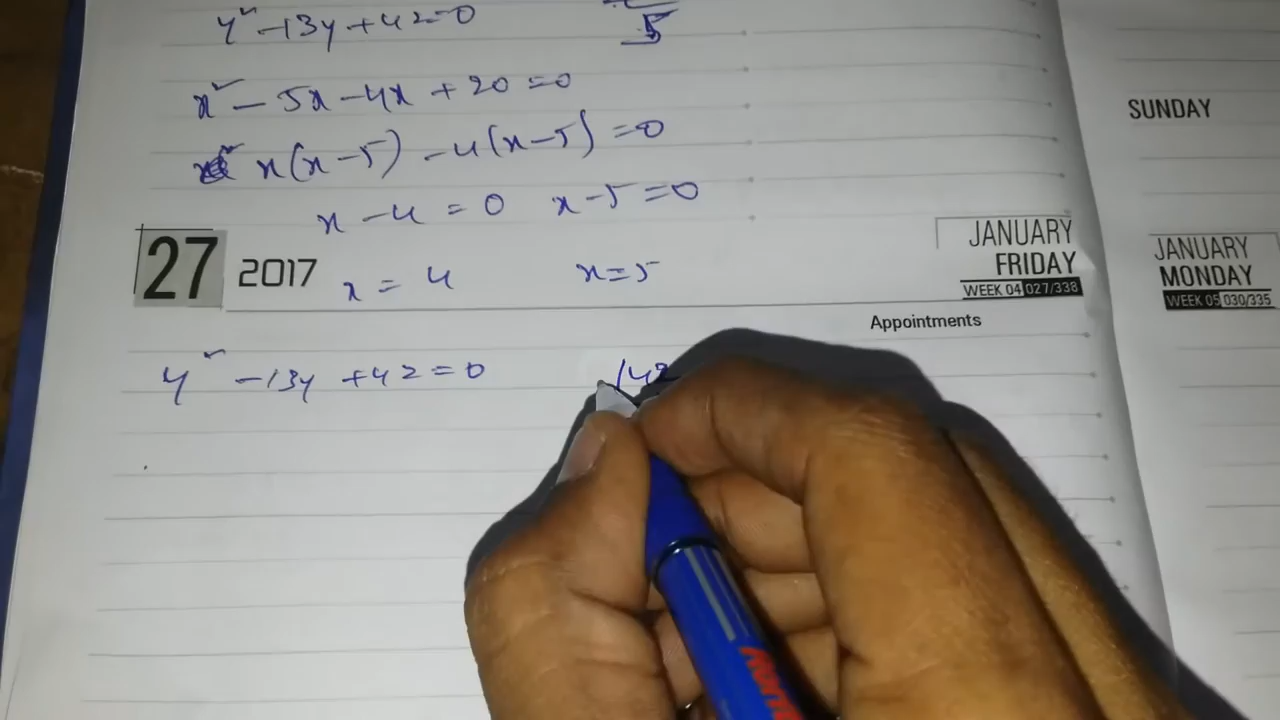 y² -13y +42=0
5
x² - 5x -4x + 20 =0
x(x-5) -4(x-5) =0
x -4 = 0 x-5=0
27 2017 x = 4 x=5
JANUARY
FRIDAY
WEEK 04 027/338
Appointments
y² -13y +42=0 42
SUNDAY
JANUARY
MONDAY
WEEK 05 030/335